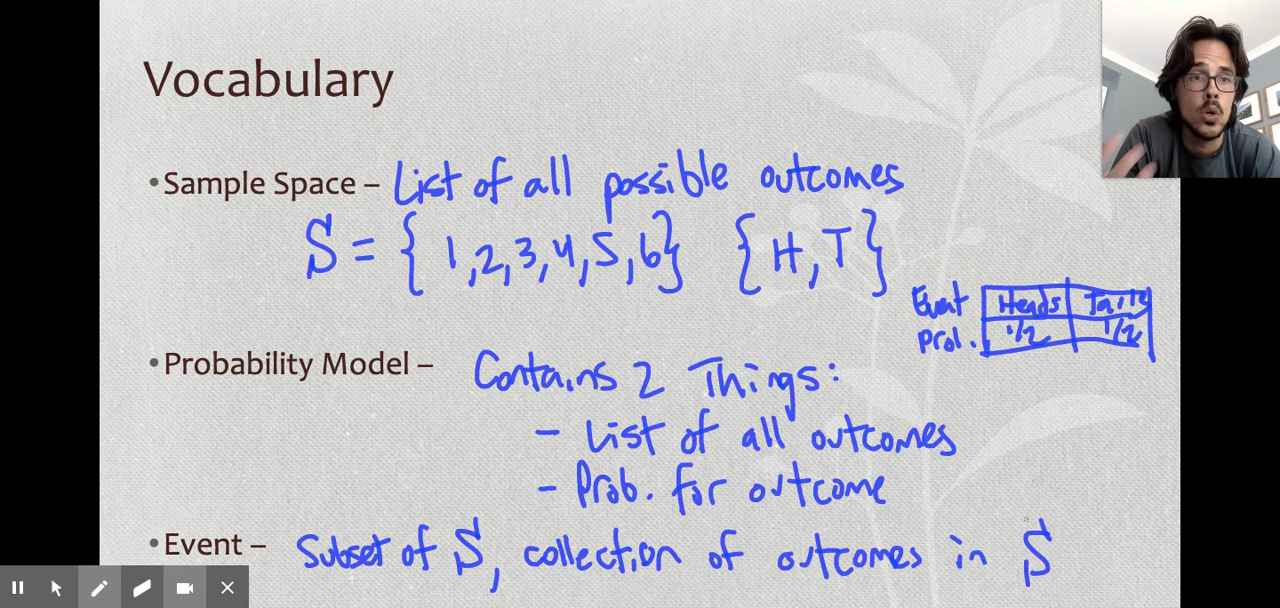 Vocabulary
•Sample Space – List of all possible outcomes
S = { 1,2,3,4,5,6} {H,T}
Event Heads Tails
Prol. 1/2 1/2
•Probability Model – Contains 2 Things:
– List of all outcomes
– Prob. for outcome
•Event – Subset of S, collection of outcomes in S